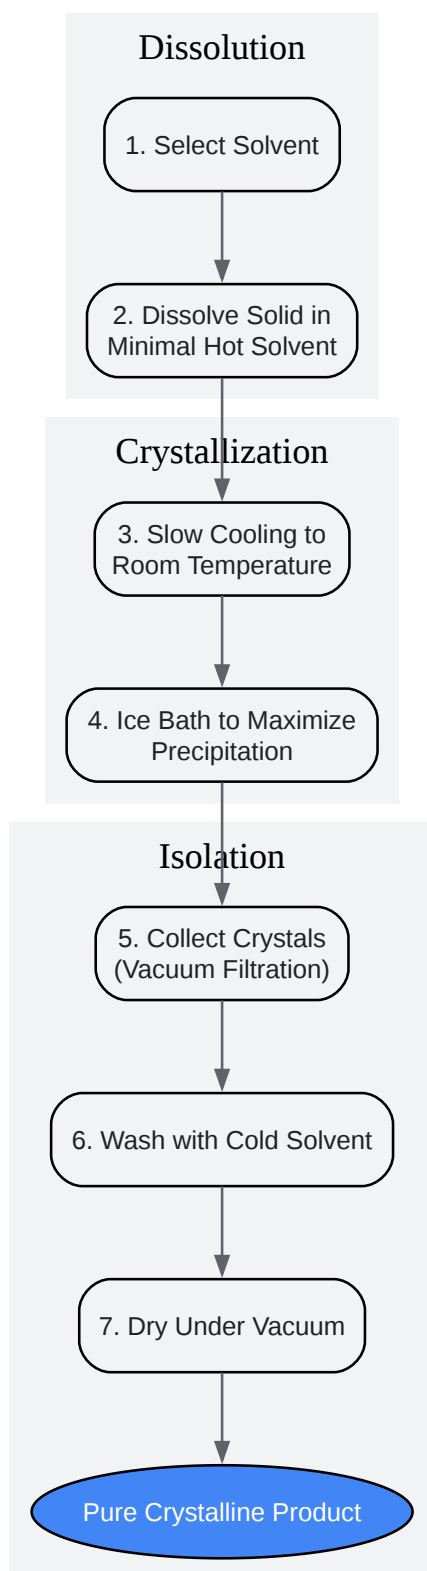 Dissolution
1. Select Solvent
2. Dissolve Solid in
Minimal Hot Solvent
Crystallization
3. Slow Cooling to
Room Temperature
4. Ice Bath to Maximize
Precipitation
Isolation
5. Collect Crystals
(Vacuum Filtration)
6. Wash with Cold Solvent
7. Dry Under Vacuum
Pure Crystalline Product